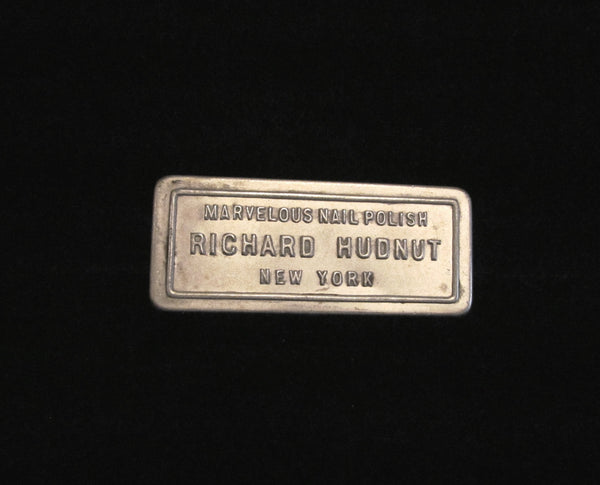 MARVELOUS NAIL POLISH
RICHARD HUDNUT
NEW YORK